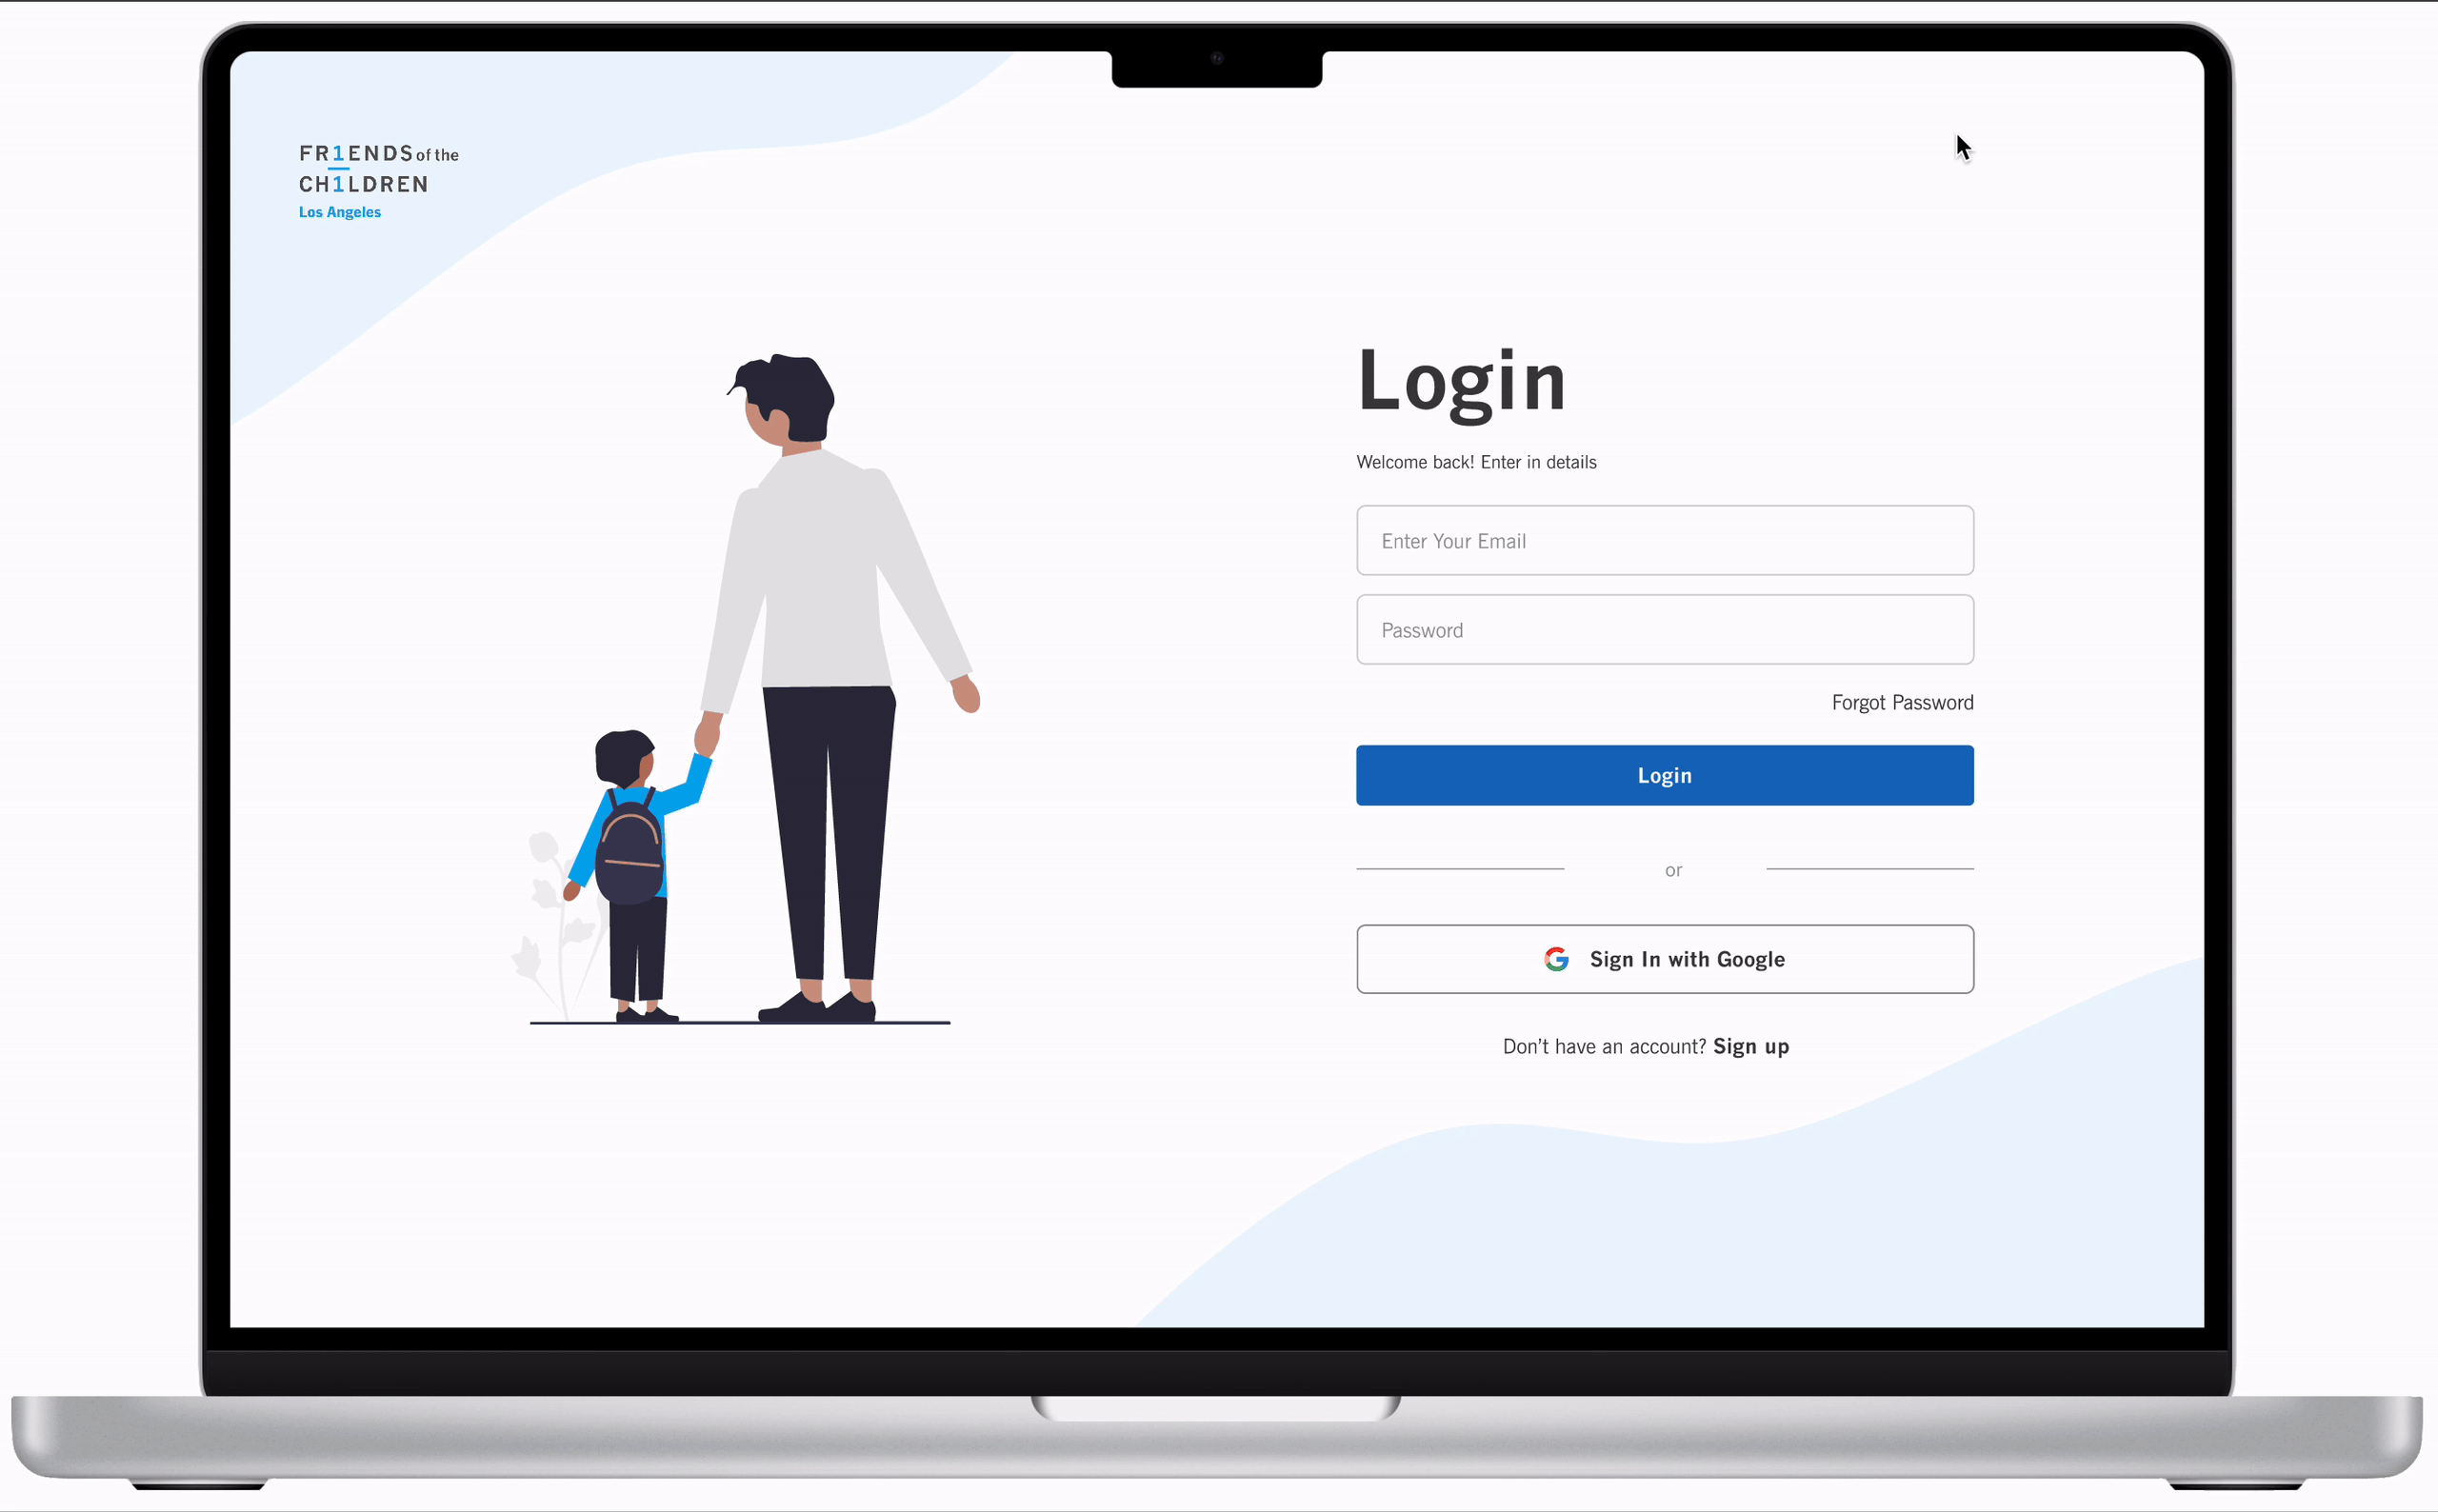 FR1ENDS of the
CH1LDREN
Los Angeles
Login
Welcome back! Enter in details
Enter Your Email
Password
Forgot Password
Login
or
Sign In with Google
Don't have an account? Sign up